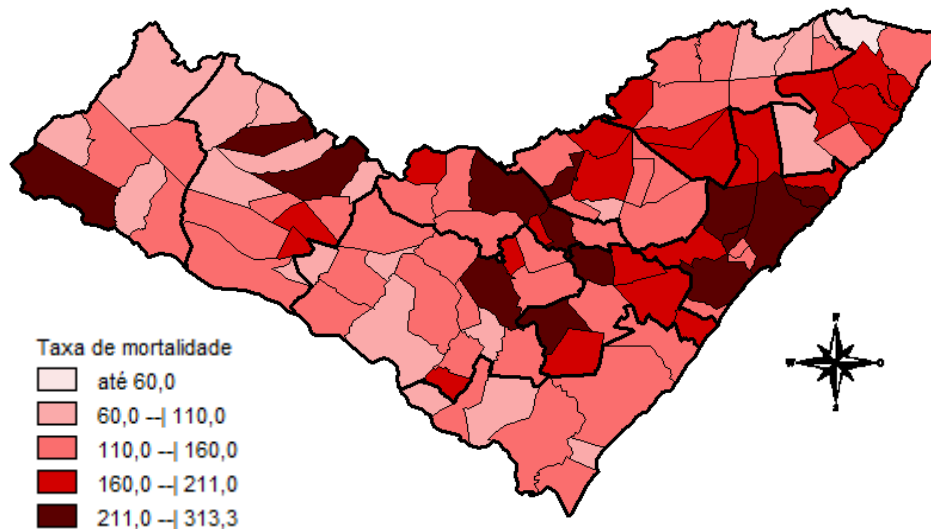 Taxa de mortalidade
até 60,0
60,0 --| 110,0
110,0 --| 160,0
160,0 --| 211,0
211,0 --| 313,3